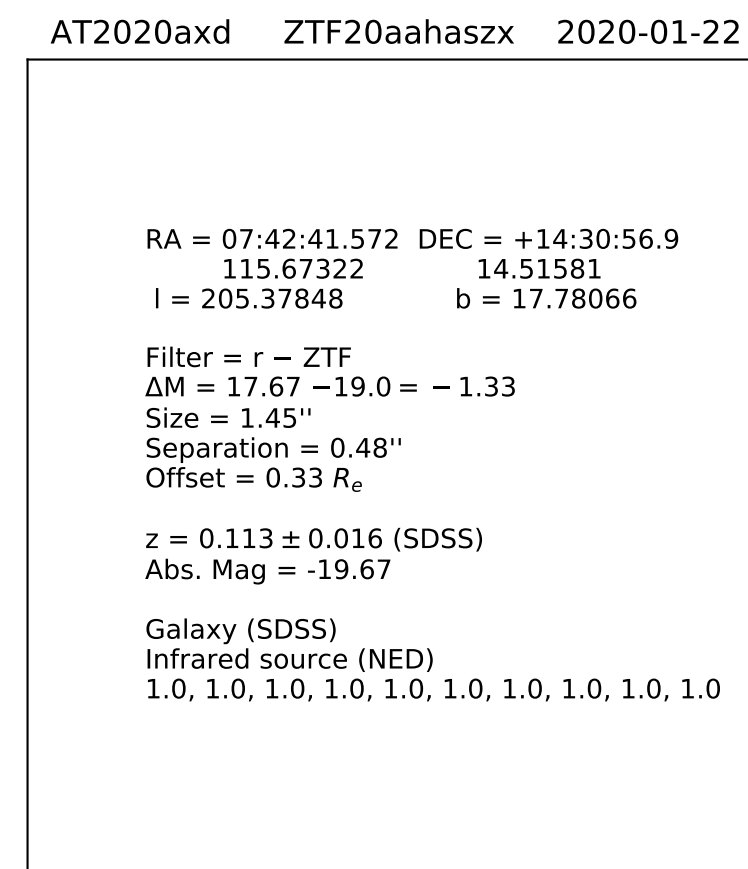 AT2020axd ZTF20aahaszx 2020-01-22
RA = 07:42:41.572 DEC = +14:30:56.9
115.67322 14.51581
l = 205.37848 b = 17.78066
Filter = r − ZTF
ΔM = 17.67 −19.0 = − 1.33
Size = 1.45''
Separation = 0.48''
Offset = 0.33 Re
z = 0.113 ± 0.016 (SDSS)
Abs. Mag = -19.67
Galaxy (SDSS)
Infrared source (NED)
1.0, 1.0, 1.0, 1.0, 1.0, 1.0, 1.0, 1.0, 1.0, 1.0